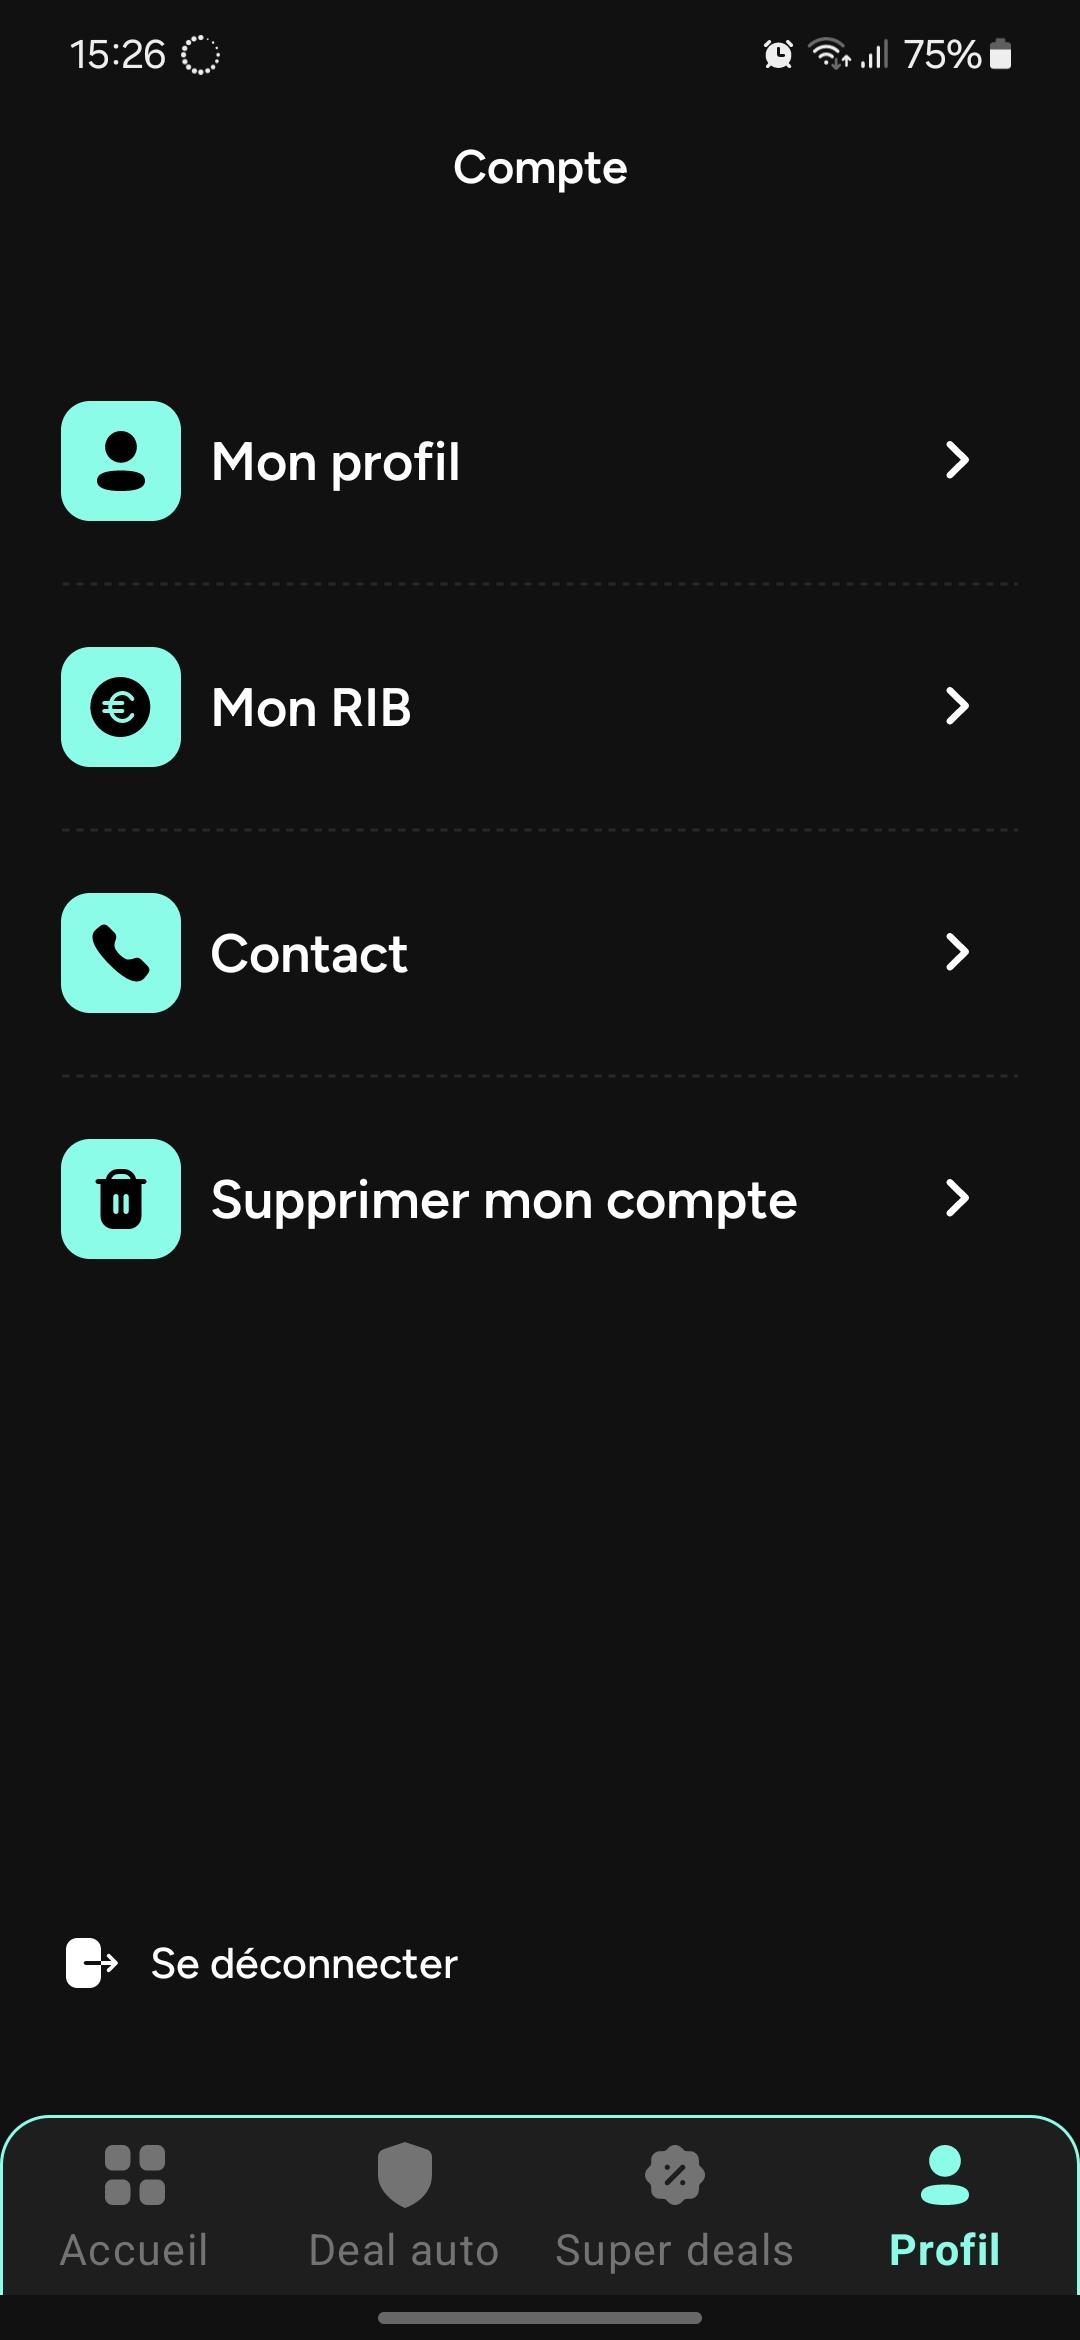 15:26
75%
Compte
Mon profil
Mon RIB
Contact
Supprimer mon compte
Se déconnecter
Accueil
Deal auto
Super deals
Profil